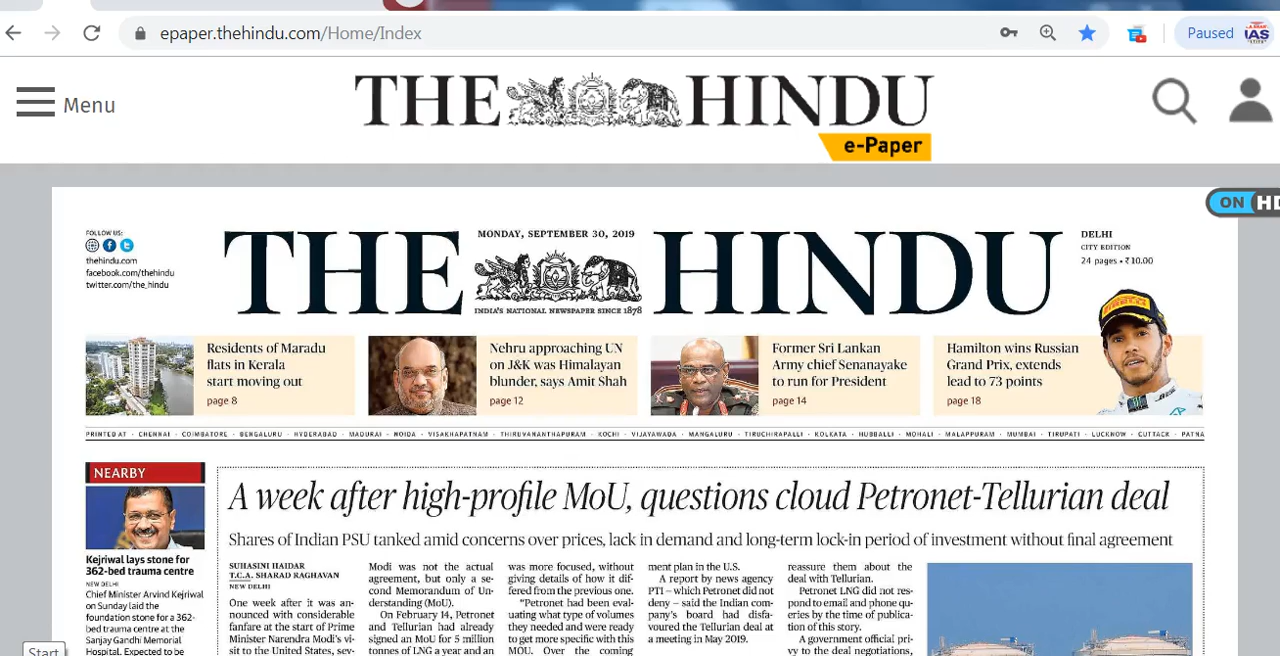 epaper.thehindu.com/Home/Index
Paused
IAS
Menu
THE HINDU
e-Paper
ON HD
FOLLOW US:
thehindu.com
facebook.com/thehindu
twitter.com/the_hindu
THE HINDU
MONDAY, SEPTEMBER 30, 2019
INDIA'S NATIONAL NEWSPAPER SINCE 1878
DELHI
CITY EDITION
24 pages • ₹10.00
Residents of Maradu
flats in Kerala
start moving out
page 8
Nehru approaching UN
on J&K was Himalayan
blunder, says Amit Shah
page 12
Former Sri Lankan
Army chief Senanayake
to run for President
page 14
Hamilton wins Russian
Grand Prix, extends
lead to 73 points
page 18
PRINTED AT · CHENNAI · COIMBATORE · BENGALURU · HYDERABAD · MADURAI · NOIDA · VISAKHAPATNAM · THIRUVANANTHAPURAM · KOCHI · VIJAYAWADA · MANGALURU · TIRUCHIRAPALLI · KOLKATA · HUBBALLI · MOHALI · MALAPPURAM · MUMBAI · TIRUPATI · LUCKNOW · CUTTACK · PATNA
NEARBY
Kejriwal lays stone for
362-bed trauma centre
NEW DELHI
Chief Minister Arvind Kejriwal
on Sunday laid the
foundation stone for a 362-
bed trauma centre at the
Sanjay Gandhi Memorial
Hospital. Expected to be
A week after high-profile MoU, questions cloud Petronet-Tellurian deal
Shares of Indian PSU tanked amid concerns over prices, lack in demand and long-term lock-in period of investment without final agreement
SUHASINI HAIDAR
T.C.A. SHARAD RAGHAVAN
NEW DELHI
One week after it was an-
nounced with considerable
fanfare at the start of Prime
Minister Narendra Modi's vi-
sit to the United States, sev-
Modi was not the actual
agreement, but only a se-
cond Memorandum of Un-
derstanding (MoU).
On February 14, Petronet
and Tellurian had already
signed an MoU for 5 million
tonnes of LNG a year and an
was more focused, without
giving details of how it dif-
fered from the previous one.
"Petronet had been eval-
uating what type of volumes
they needed and were ready
to get more specific with this
MOU. Over the coming
ment plan in the U.S.
A report by news agency
PTI – which Petronet did not
deny – said the Indian com-
pany's board had disfa-
voured the Tellurian deal at
a meeting in May 2019.
reassure them about the
deal with Tellurian.
Petronet LNG did not res-
pond to email and phone qu-
eries by the time of publica-
tion of this story.
A government official pri-
vy to the deal negotiations,
Start